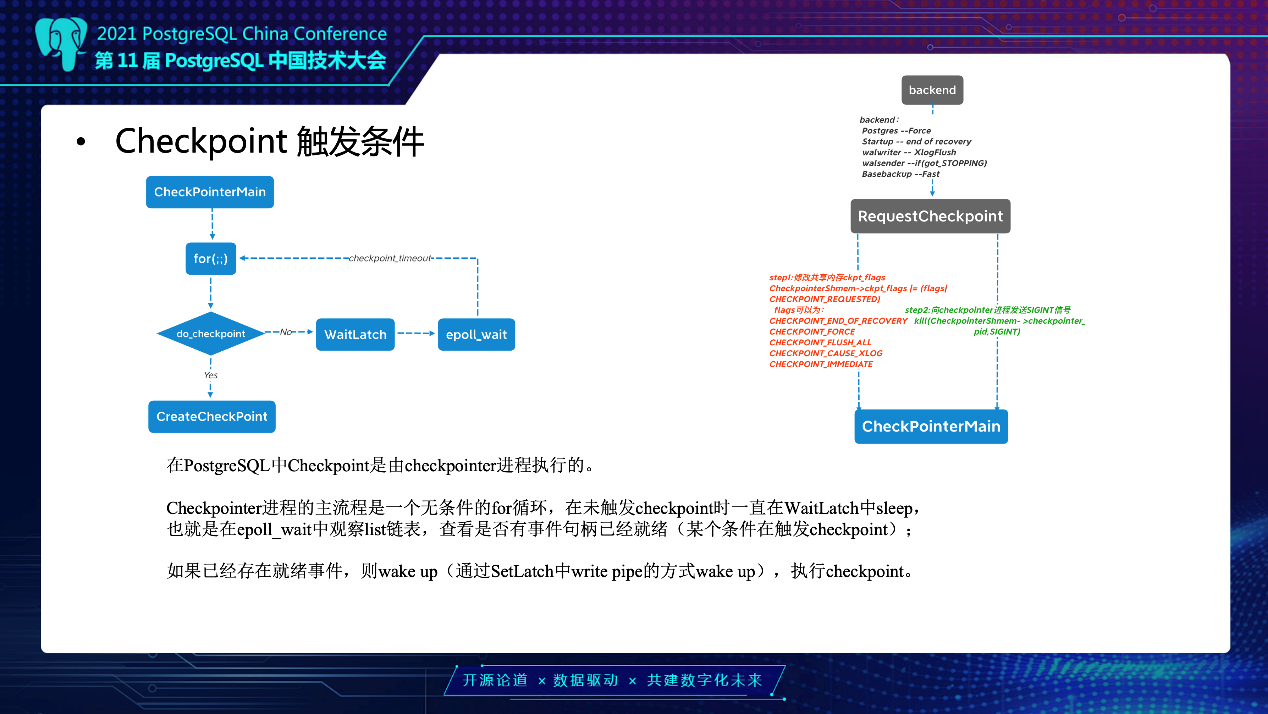 2021 PostgreSQL China Conference
第 11 届 PostgreSQL 中国技术大会
• Checkpoint 触发条件
CheckPointerMain
for(;;)
checkpoint_timeout
do_checkpoint
No
WaitLatch
epoll_wait
Yes
CreateCheckPoint
backend
backend：
Postgres --Force
Startup -- end of recovery
walwriter -- XlogFlush
walsender --if(got_STOPPING)
Basebackup --Fast
RequestCheckpoint
step1:修改共享内存ckpt_flags
CheckpointerShmem->ckpt_flags |= (flags|
CHECKPOINT_REQUESTED)
flags可以为：
CHECKPOINT_END_OF_RECOVERY
CHECKPOINT_FORCE
CHECKPOINT_FLUSH_ALL
CHECKPOINT_CAUSE_XLOG
CHECKPOINT_IMMEDIATE
step2:向checkpointer进程发送SIGINT信号
kill(CheckpointerShmem- >checkpointer_
pid,SIGINT)
CheckPointerMain
在PostgreSQL中Checkpoint是由checkpointer进程执行的。
Checkpointer进程的主流程是一个无条件的for循环，在未触发checkpoint时一直在WaitLatch中sleep，
也就是在epoll_wait中观察list链表，查看是否有事件句柄已经就绪（某个条件在触发checkpoint）；
如果已经存在就绪事件，则wake up（通过SetLatch中write pipe的方式wake up），执行checkpoint。
开源论道 × 数据驱动 × 共建数字化未来